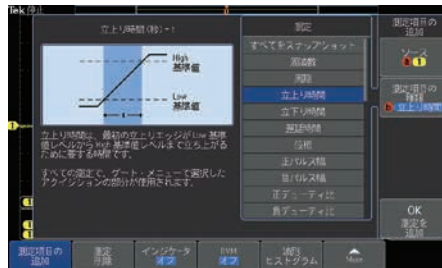 Tek 停止
立上り時間(秒) - t
High
基準値
Low
基準値
t
立上り時間は、最初の立上りエッジが Low 基準
値レベルから High 基準値レベルまで立ち上がる
ために要する時間です。
すべての測定で、ゲート・メニューで選択した
アクイジションの部分が使用されます。
測定
すべてをスナップショット
周波数
周期
立上り時間
立下り時間
遅延時間
位相
正パルス幅
負パルス幅
正デューティ比
負デューティ比
測定項目の
追加
ソース
1
測定項目の
種類
b 立上り時間
OK
測定を
追加
測定項目の
追加
測定
削除
インジケータ
オフ
DVM
オフ
波形
ヒストグラム
More